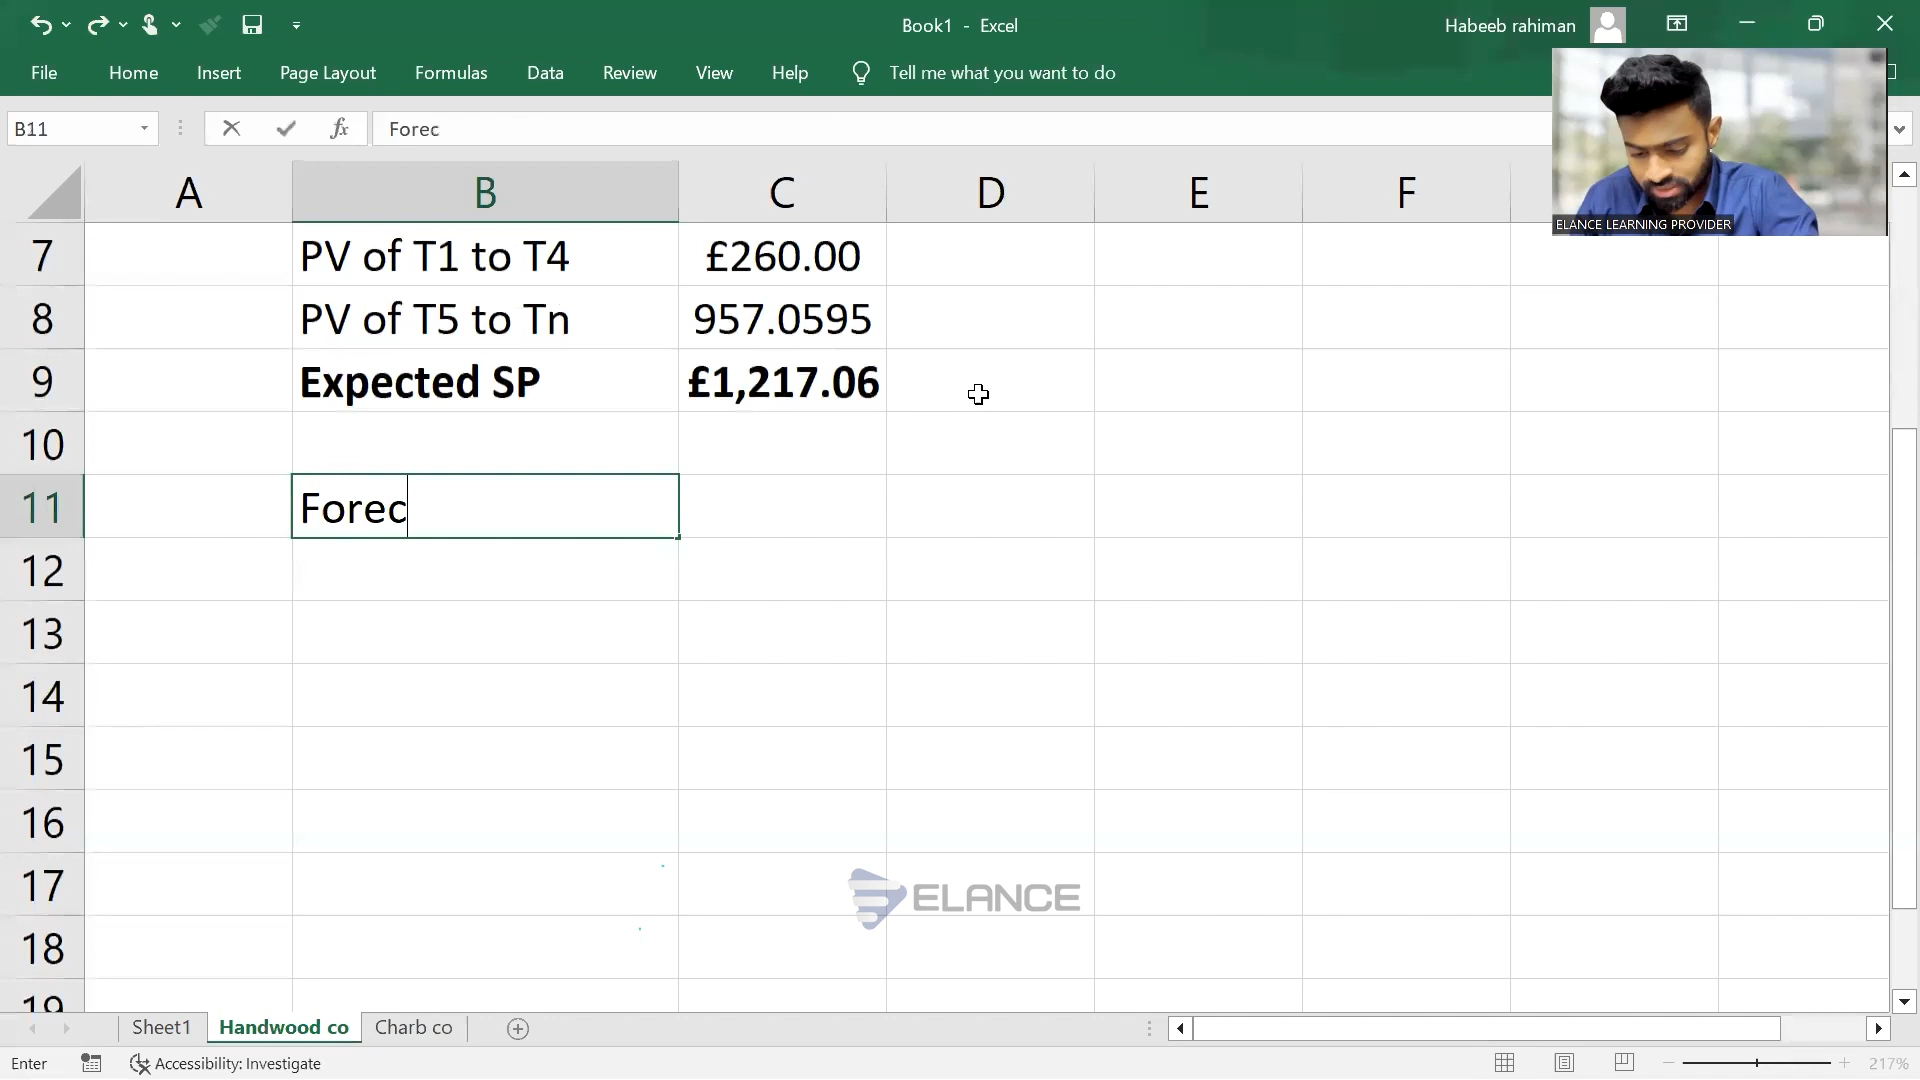 Book1 - Excel
Habeeb rahiman
File Home Insert Page Layout Formulas Data Review View Help Tell me what you want to do
B11 fx Forec
ELANCE LEARNING PROVIDER
A B C D E F
7 PV of T1 to T4 £260.00
8 PV of T5 to Tn 957.0595
9 Expected SP £1,217.06
10
11 Forec
12
13
14
15
16
17
ELANCE
18
19
Sheet1 Handwood co Charb co
Enter Accessibility: Investigate 217%